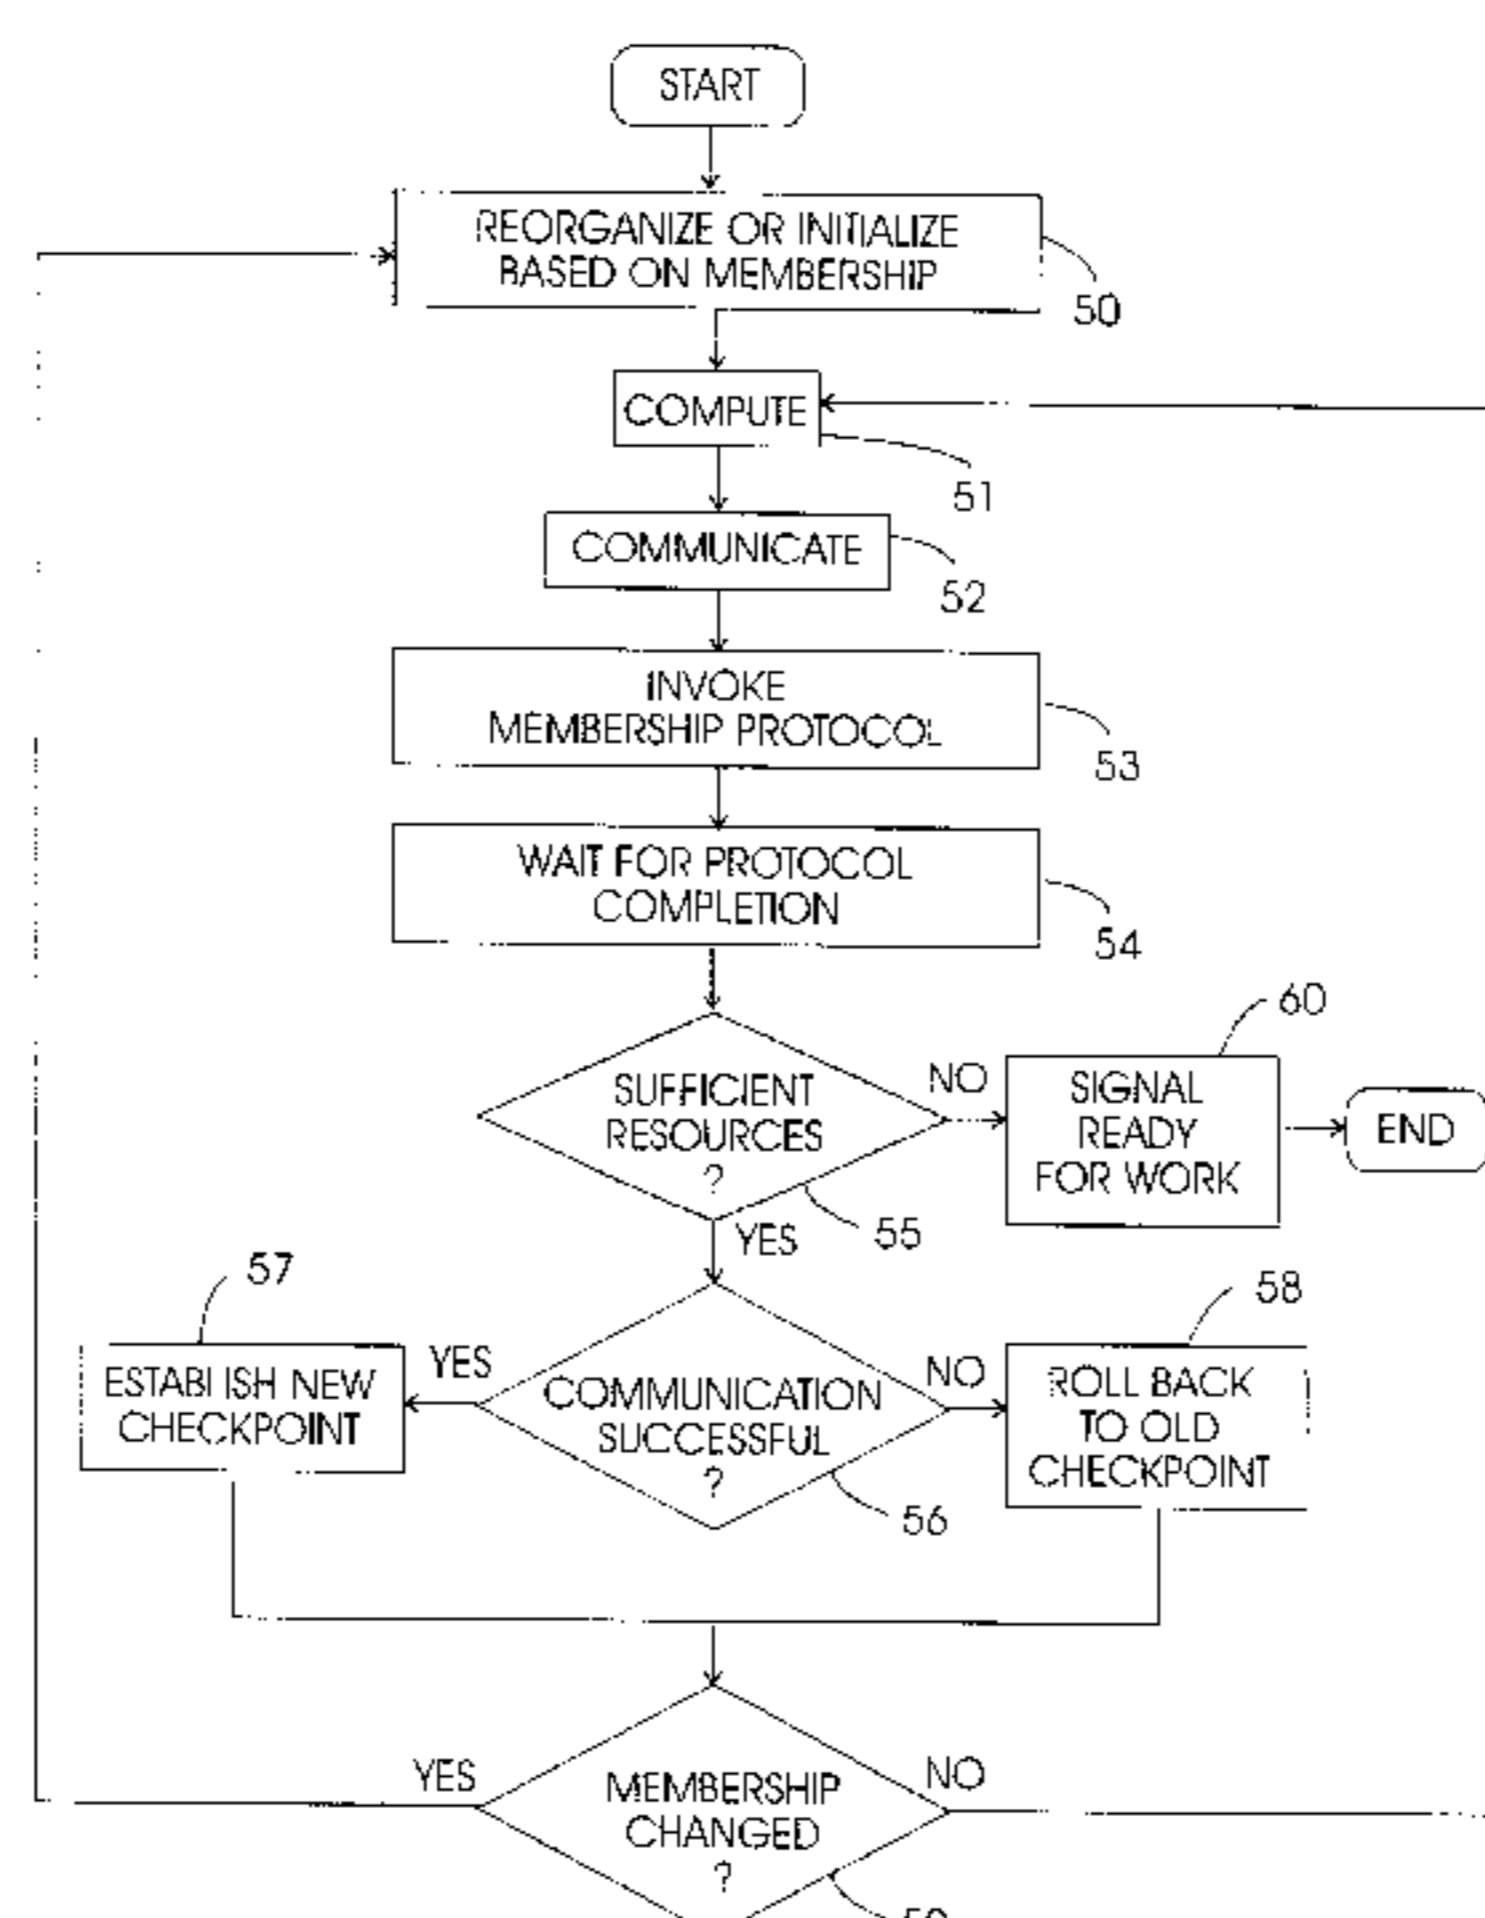 START
REORGANIZE OR INITIALIZE
BASED ON MEMBERSHIP
50
COMPUTE
51
COMMUNICATE
52
INVOKE
MEMBERSHIP PROTOCOL
53
WAIT FOR PROTOCOL
COMPLETION
54
60
SUFFICIENT
RESOURCES
?
NO
SIGNAL
READY
FOR WORK
END
55
YES
57
58
ESTABLISH NEW
CHECKPOINT
YES
COMMUNICATION
SUCCESSFUL
?
NO
ROLL BACK
TO OLD
CHECKPOINT
56
YES
MEMBERSHIP
CHANGED
?
NO